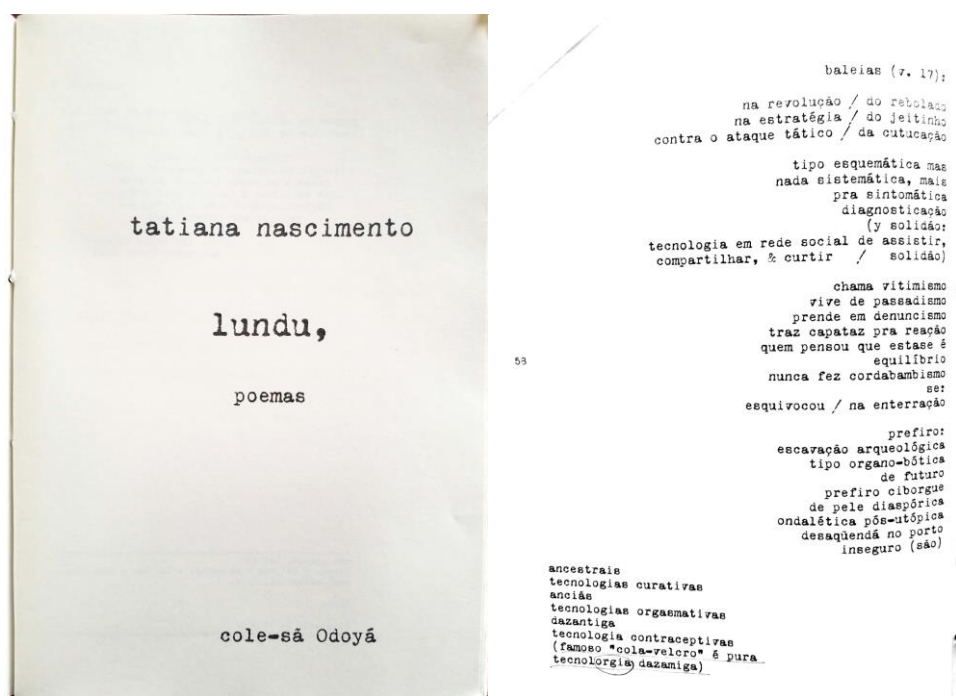 tatiana nascimento
lundu,
poemas
cole-sã Odoyá
baleias (v. 17):
na revolução / do rebolado
na estratégia / do jeitinho
contra o ataque tático / da cutucação
tipo esquemática mas
nada sistemática, mais
pra sintomática
diagnosticação
(y solidão:
tecnologia em rede social de assistir,
compartilhar, & curtir / solidão)
chama vitimismo
vive de passadismo
prende em denuncismo
traz capataz pra reação
quem pensou que estase é
equilíbrio
nunca fez cordabambismo
se:
esquivocou / na enterração
53
prefiro:
escavação arqueológica
tipo organo-bótica
de futuro
prefiro ciborgue
de pele diaspórica
ondalética pós-utópica
desaqüendá no porto
inseguro (são)
ancestrais
tecnologias curativas
anciãs
tecnologias orgasmativas
dazantiga
tecnologia contraceptivas
(famoso "cola-velcro" é pura
tecnolorgia dazamiga)